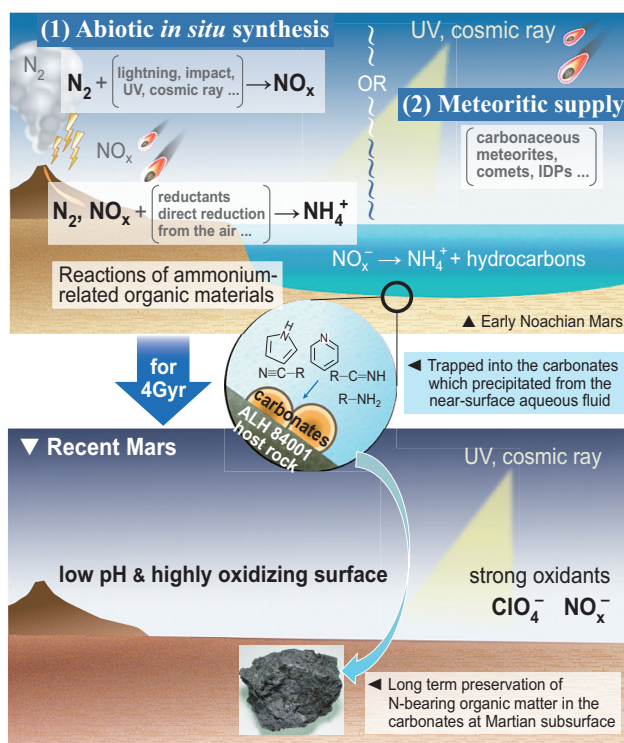 (1) Abiotic in situ synthesis
N₂
N₂ + (lightning, impact,
UV, cosmic ray ...) → NOₓ
NOₓ
N₂, NOₓ + (reductants
direct reduction
from the air ...) → NH₄⁺
Reactions of ammonium-
related organic materials
OR
UV, cosmic ray
(2) Meteoritic supply
(carbonaceous
meteorites,
comets, IDPs ...)
NOₓ⁻ → NH₄⁺ + hydrocarbons
▲ Early Noachian Mars
for
4Gyr
H
N
N
N≡C–R
R–C=NH
R–NH₂
carbonates
ALH 84001
host rock
◄ Trapped into the carbonates
which precipitated from the
near-surface aqueous fluid
▼ Recent Mars
UV, cosmic ray
low pH & highly oxidizing surface
strong oxidants
ClO₄⁻ NOₓ⁻
◄ Long term preservation of
N-bearing organic matter in the
carbonates at Martian subsurface